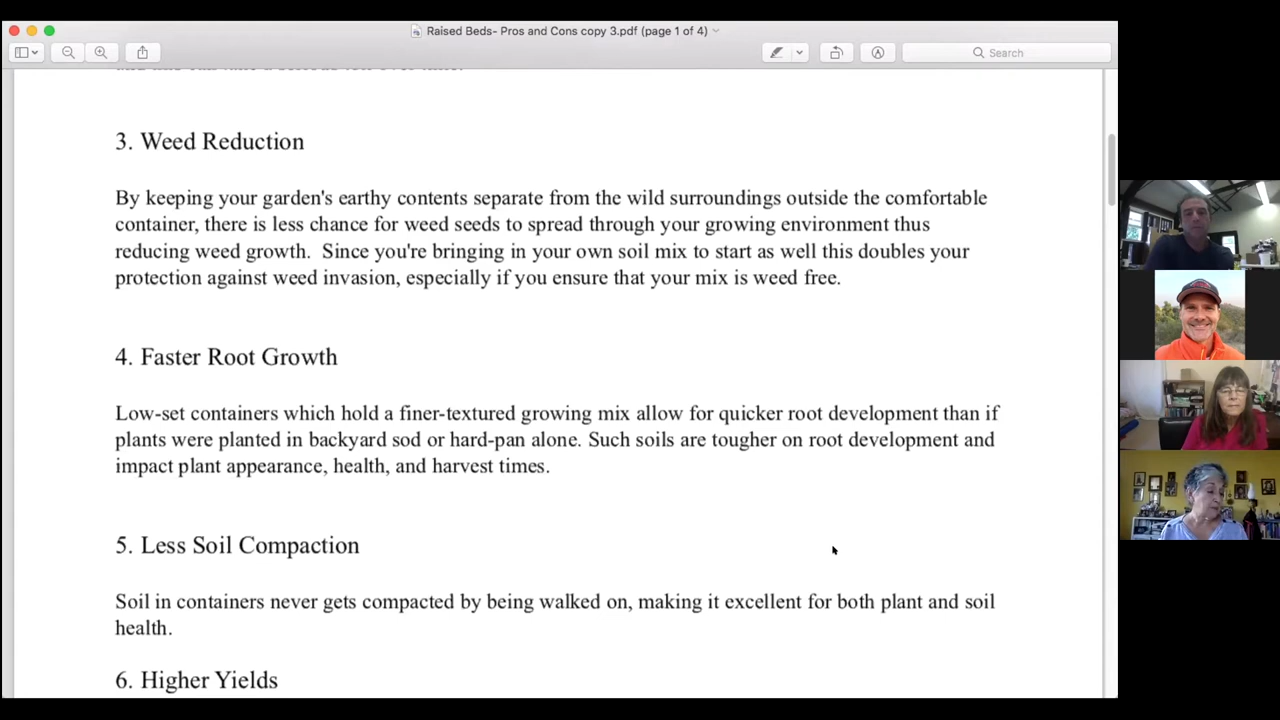 Raised Beds- Pros and Cons copy 3.pdf (page 1 of 4)
Search
3. Weed Reduction
By keeping your garden's earthy contents separate from the wild surroundings outside the comfortable
container, there is less chance for weed seeds to spread through your growing environment thus
reducing weed growth.  Since you're bringing in your own soil mix to start as well this doubles your
protection against weed invasion, especially if you ensure that your mix is weed free.
4. Faster Root Growth
Low-set containers which hold a finer-textured growing mix allow for quicker root development than if
plants were planted in backyard sod or hard-pan alone. Such soils are tougher on root development and
impact plant appearance, health, and harvest times.
5. Less Soil Compaction
Soil in containers never gets compacted by being walked on, making it excellent for both plant and soil
health.
6. Higher Yields